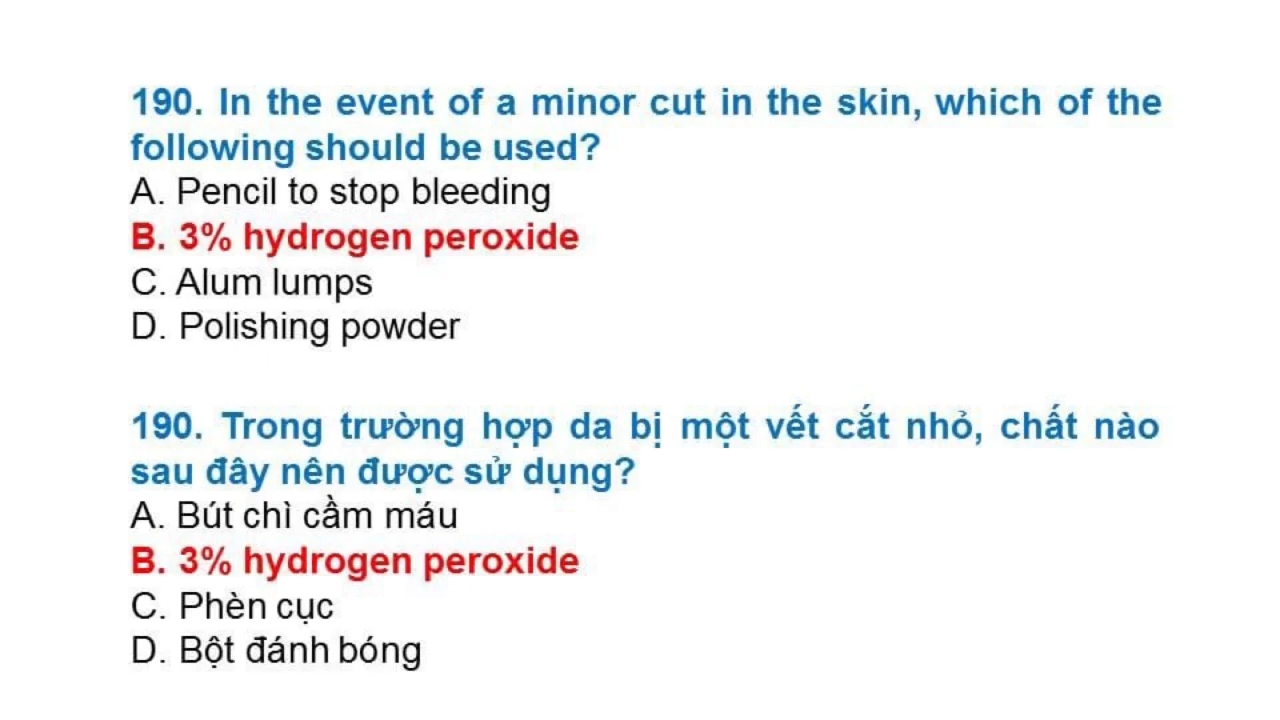 190. In the event of a minor cut in the skin, which of the
following should be used?
A. Pencil to stop bleeding
B. 3% hydrogen peroxide
C. Alum lumps
D. Polishing powder
190. Trong trường hợp da bị một vết cắt nhỏ, chất nào
sau đây nên được sử dụng?
A. Bút chì cầm máu
B. 3% hydrogen peroxide
C. Phèn cục
D. Bột đánh bóng